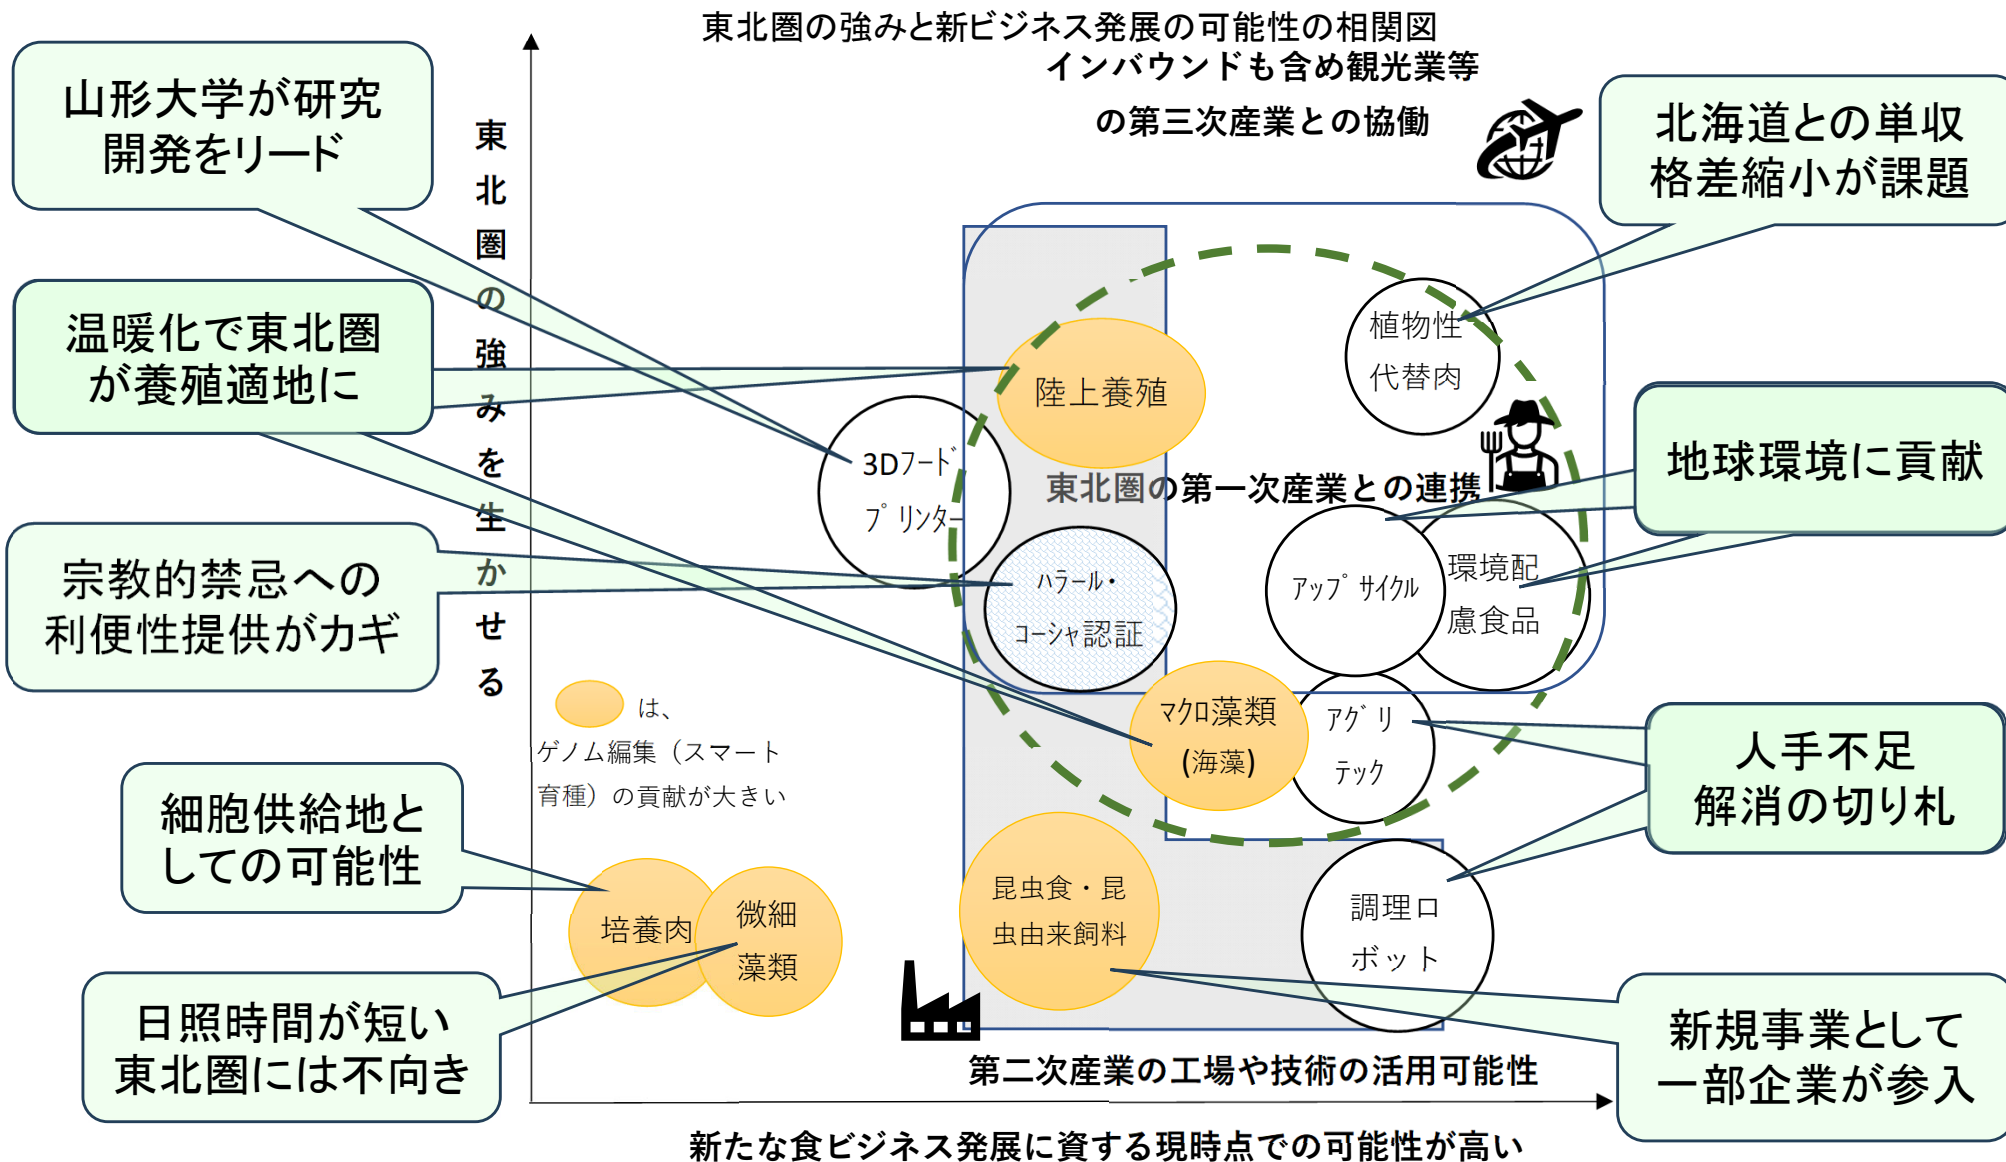 東北圏の強みと新ビジネス発展の可能性の相関図
インバウンドも含め観光業等
の第三次産業との協働
山形大学が研究
開発をリード
北海道との単収
格差縮小が課題
東北圏の強みを生かせる
温暖化で東北圏
が養殖適地に
陸上養殖
植物性
代替肉
3Dフード
プリンター
東北圏の第一次産業との連携
地球環境に貢献
宗教的禁忌への
利便性提供がカギ
ハラール・
コーシャ認証
アップサイクル
環境配
慮食品
は、
ゲノム編集（スマート
育種）の貢献が大きい
マクロ藻類
(海藻)
アグリ
テック
人手不足
解消の切り札
細胞供給地と
しての可能性
培養肉
微細
藻類
昆虫食・昆
虫由来飼料
調理ロ
ボット
日照時間が短い
東北圏には不向き
新規事業として
一部企業が参入
第二次産業の工場や技術の活用可能性
新たな食ビジネス発展に資する現時点での可能性が高い